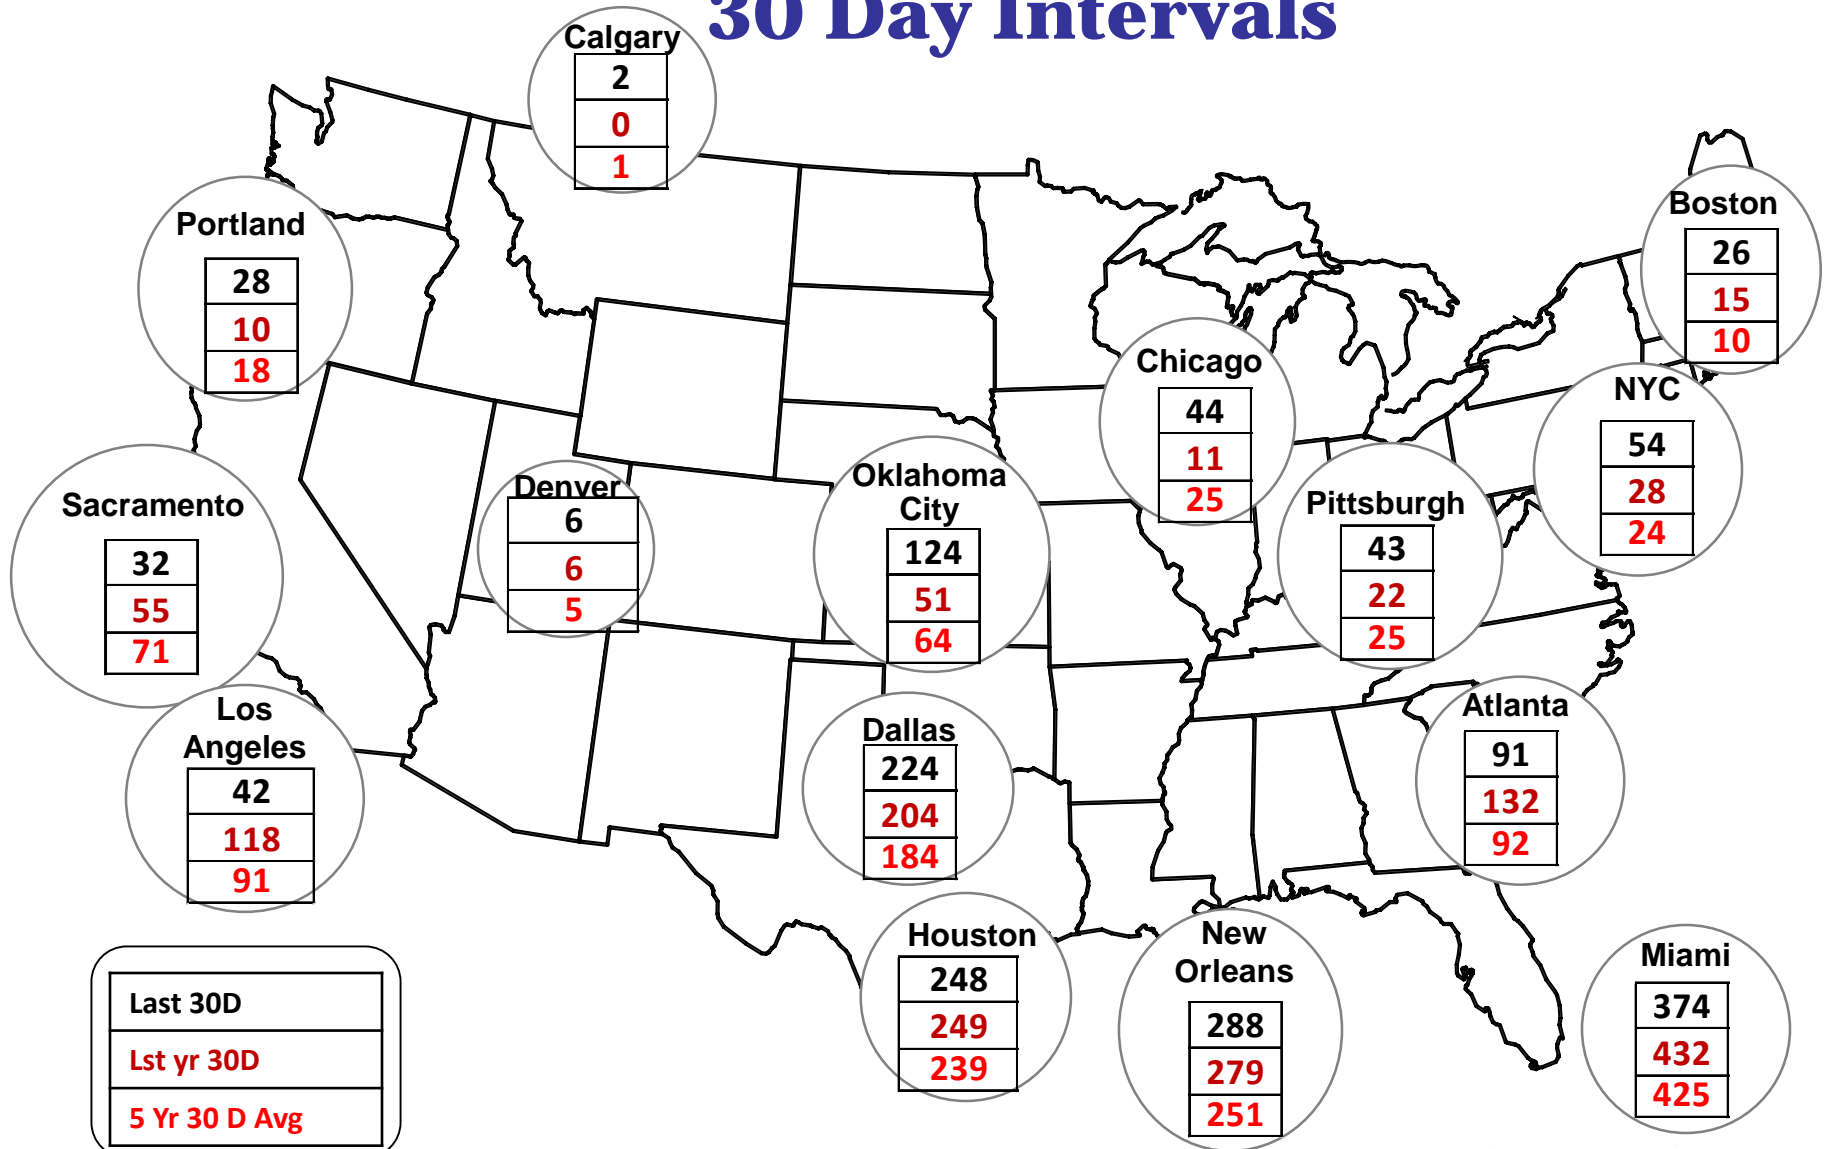 30 Day Intervals
Calgary
2
0
1
Portland
28
10
18
Boston
26
15
10
Chicago
44
11
25
NYC
54
28
24
Sacramento
32
55
71
Denver
6
6
5
Oklahoma
City
124
51
64
Pittsburgh
43
22
25
Los
Angeles
42
118
91
Dallas
224
204
184
Atlanta
91
132
92
Houston
248
249
239
New
Orleans
288
279
251
Miami
374
432
425
Last 30D
Lst yr 30D
5 Yr 30 D Avg